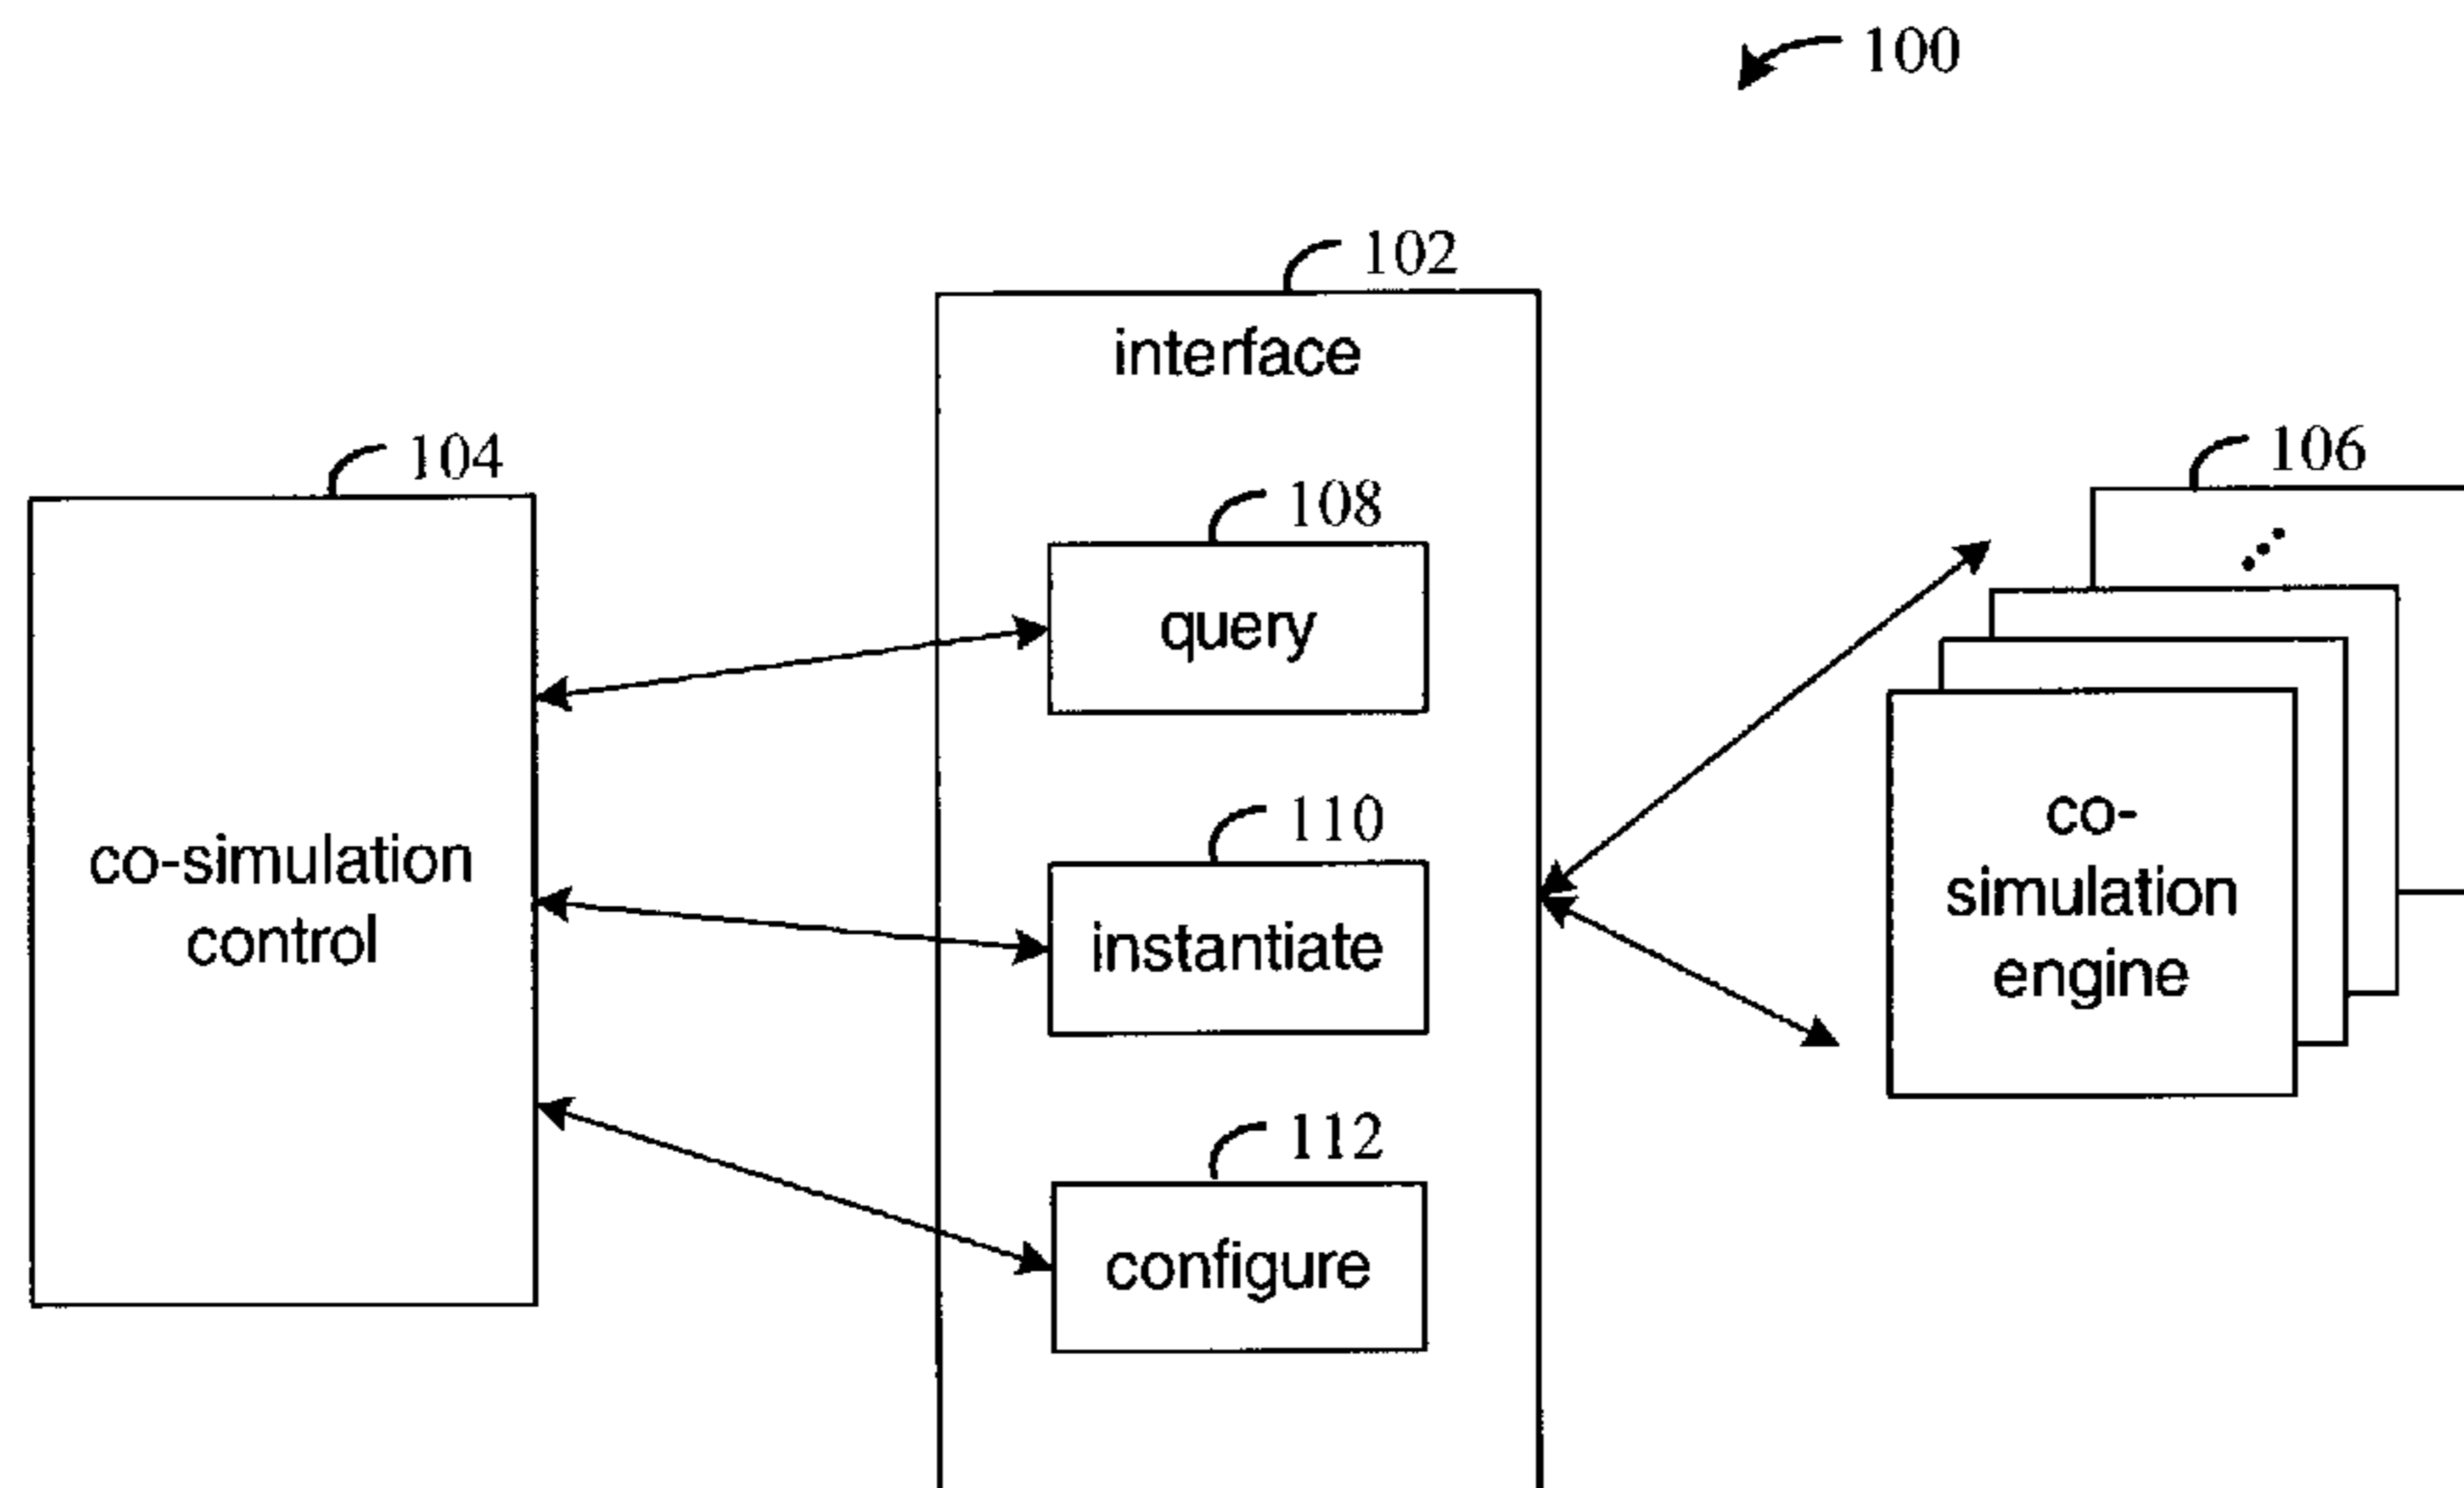 100
102
interface
104
106
108
query
co-
simulation
engine
110
co-simulation
control
instantiate
112
configure